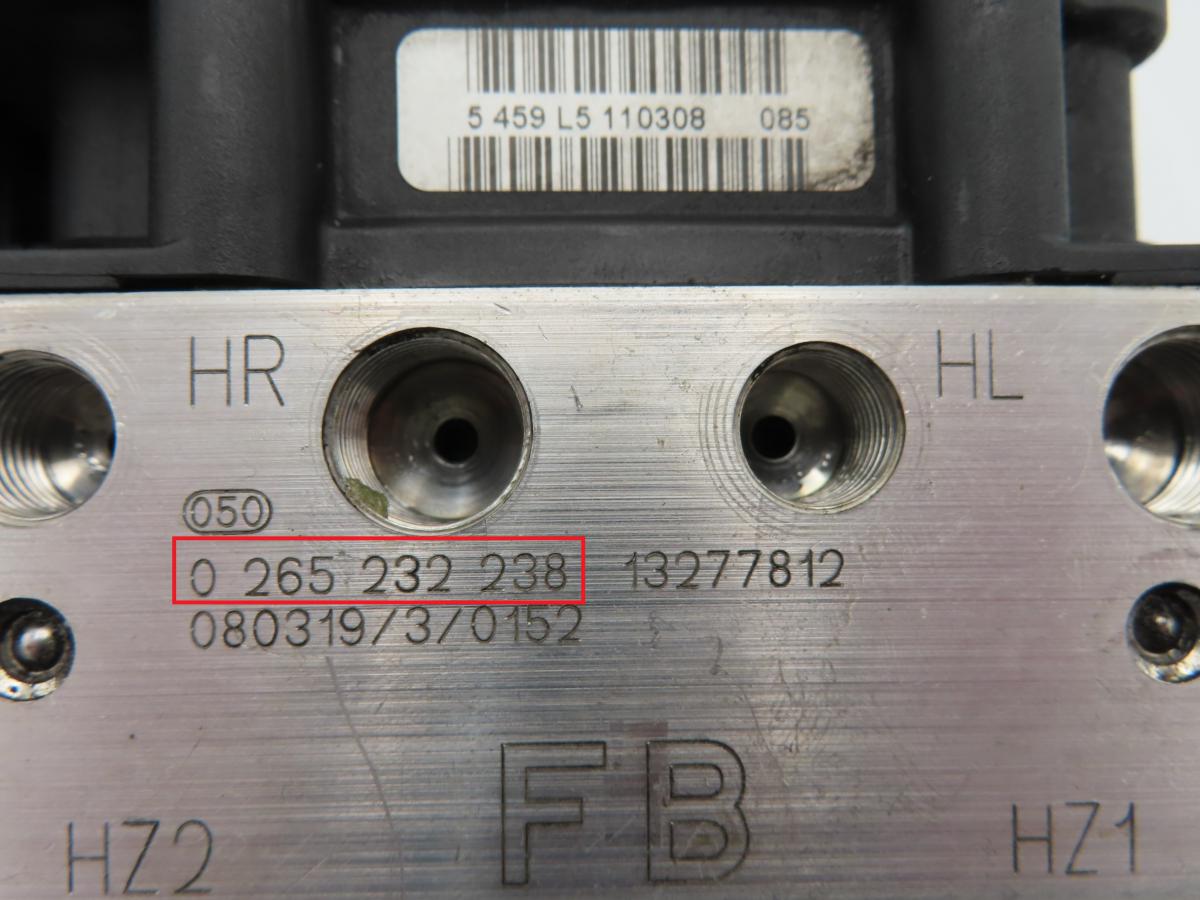 5 459 L5 110308 085
HR HL
050
0 265 232 238 13277812
080319/3/0152
FB
HZ2 HZ1